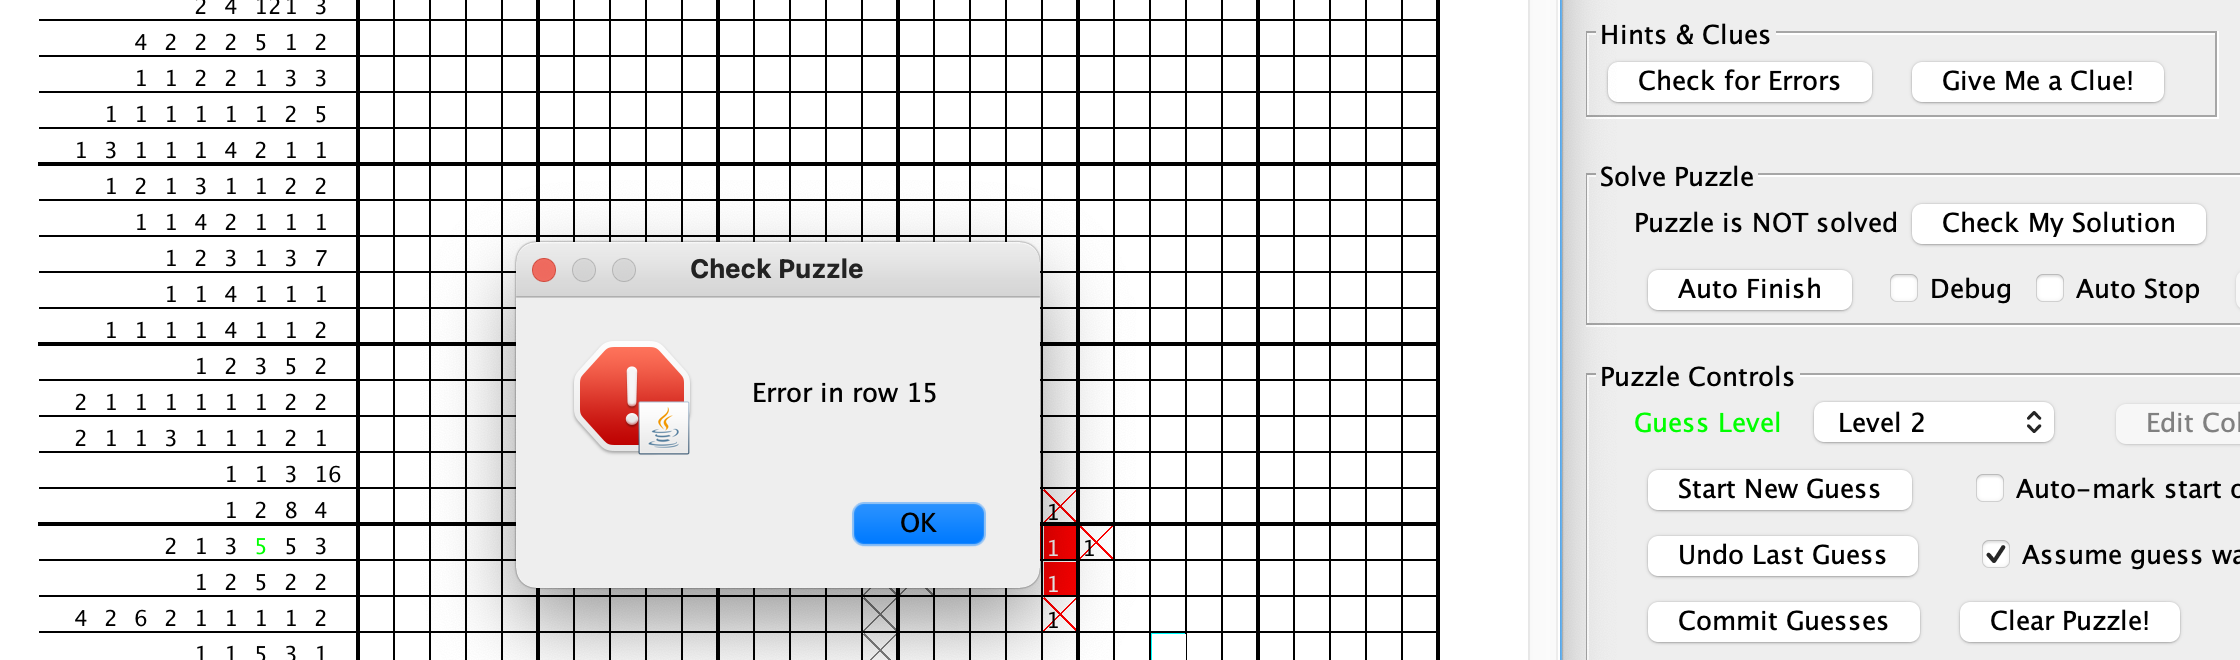 2 4 12 1 3
4 2 2 2 5 1 2
1 1 2 2 1 3 3
1 1 1 1 1 1 2 5
1 3 1 1 1 4 2 1 1
1 2 1 3 1 1 2 2
1 1 4 2 1 1 1
1 2 3 1 3 7
1 1 4 1 1 1
1 1 1 1 4 1 1 2
1 2 3 5 2
2 1 1 1 1 1 1 2 2
2 1 1 3 1 1 1 2 1
1 1 3 16
1 2 8 4
2 1 3 5 5 3
1 2 5 2 2
4 2 6 2 1 1 1 1 2
1 1 5 3 1
Check Puzzle
Error in row 15
OK
1
1 1
1
1
Hints & Clues
Check for Errors Give Me a Clue!
Solve Puzzle
Puzzle is NOT solved Check My Solution
Auto Finish Debug Auto Stop
Puzzle Controls
Guess Level Level 2 Edit Col
Start New Guess Auto-mark start o
Undo Last Guess Assume guess wa
Commit Guesses Clear Puzzle!